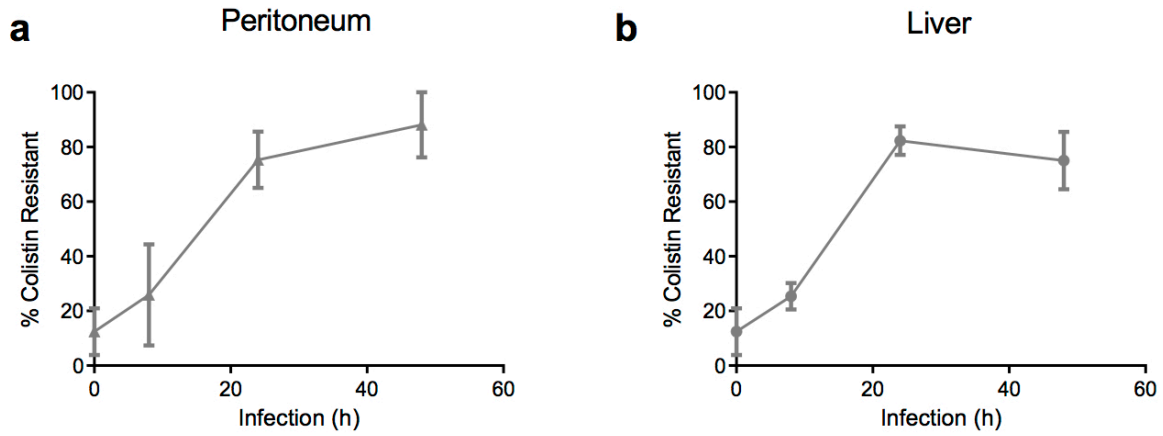 a
Peritoneum
% Colistin Resistant
100
80
60
40
20
0
0 20 40 60
Infection (h)
b
Liver
% Colistin Resistant
100
80
60
40
20
0
0 20 40 60
Infection (h)